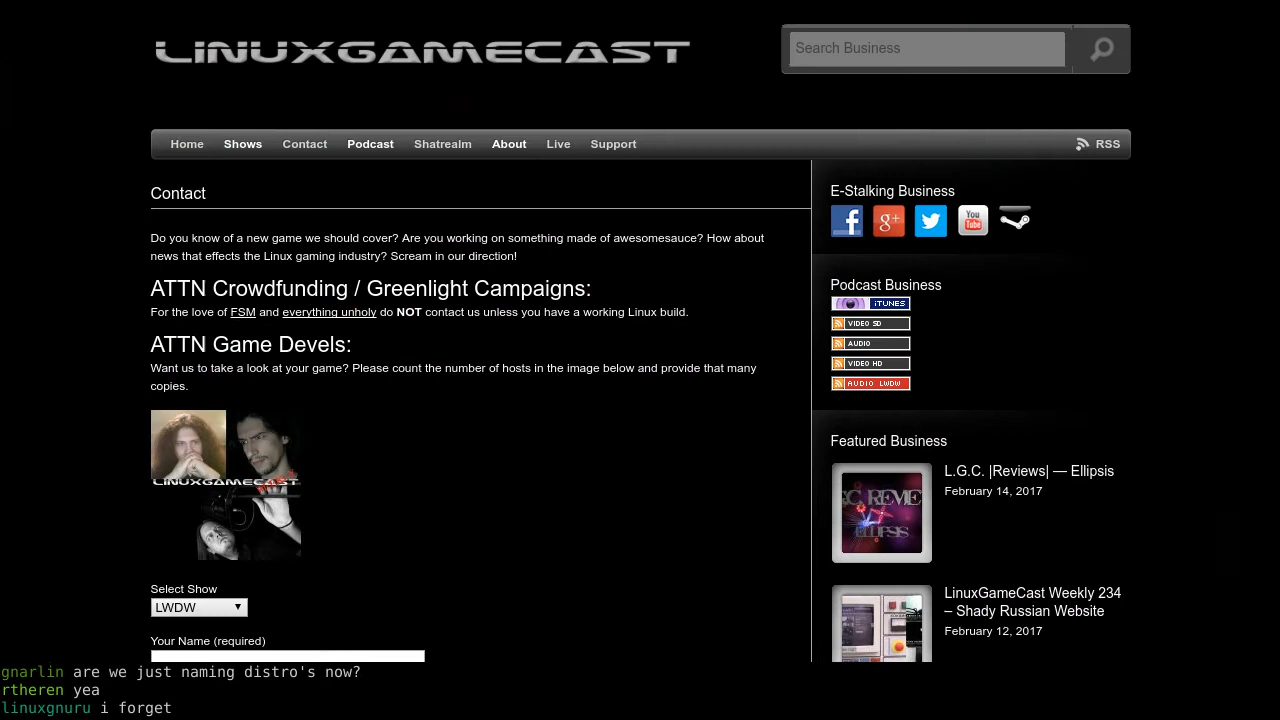 LINUXGAMECAST
Search Business
Home Shows Contact Podcast Shatrealm About Live Support RSS
Contact
Do you know of a new game we should cover? Are you working on something made of awesomesauce? How about
news that effects the Linux gaming industry? Scream in our direction!
ATTN Crowdfunding / Greenlight Campaigns:
For the love of FSM and everything unholy do NOT contact us unless you have a working Linux build.
ATTN Game Devels:
Want us to take a look at your game? Please count the number of hosts in the image below and provide that many
copies.
LINUXGAMECAST
Select Show
LWDW
Your Name (required)
E-Stalking Business
You
Tube
Podcast Business
iTUNES
VIDEO SD
AUDIO
VIDEO HD
AUDIO LWDW
Featured Business
L.G.C. |Reviews| — Ellipsis
February 14, 2017
ELLIPSIS
LinuxGameCast Weekly 234
– Shady Russian Website
February 12, 2017
gnarlin are we just naming distro's now?
rtheren yea
linuxgnuru i forget